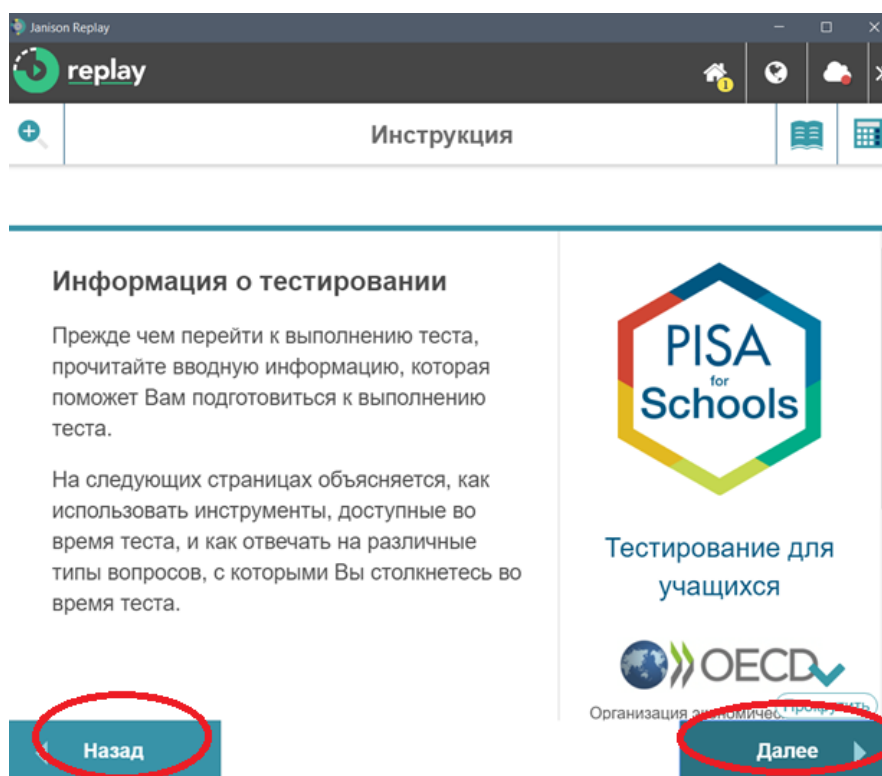 Janison Replay
replay
1
Инструкция
Информация о тестировании
Прежде чем перейти к выполнению теста,
прочитайте вводную информацию, которая
поможет Вам подготовиться к выполнению
теста.
На следующих страницах объясняется, как
использовать инструменты, доступные во
время теста, и как отвечать на различные
типы вопросов, с которыми Вы столкнетесь во
время теста.
PISA
for
Schools
Тестирование для
учащихся
OECD
Организация
Прокрутить
Назад
Далее